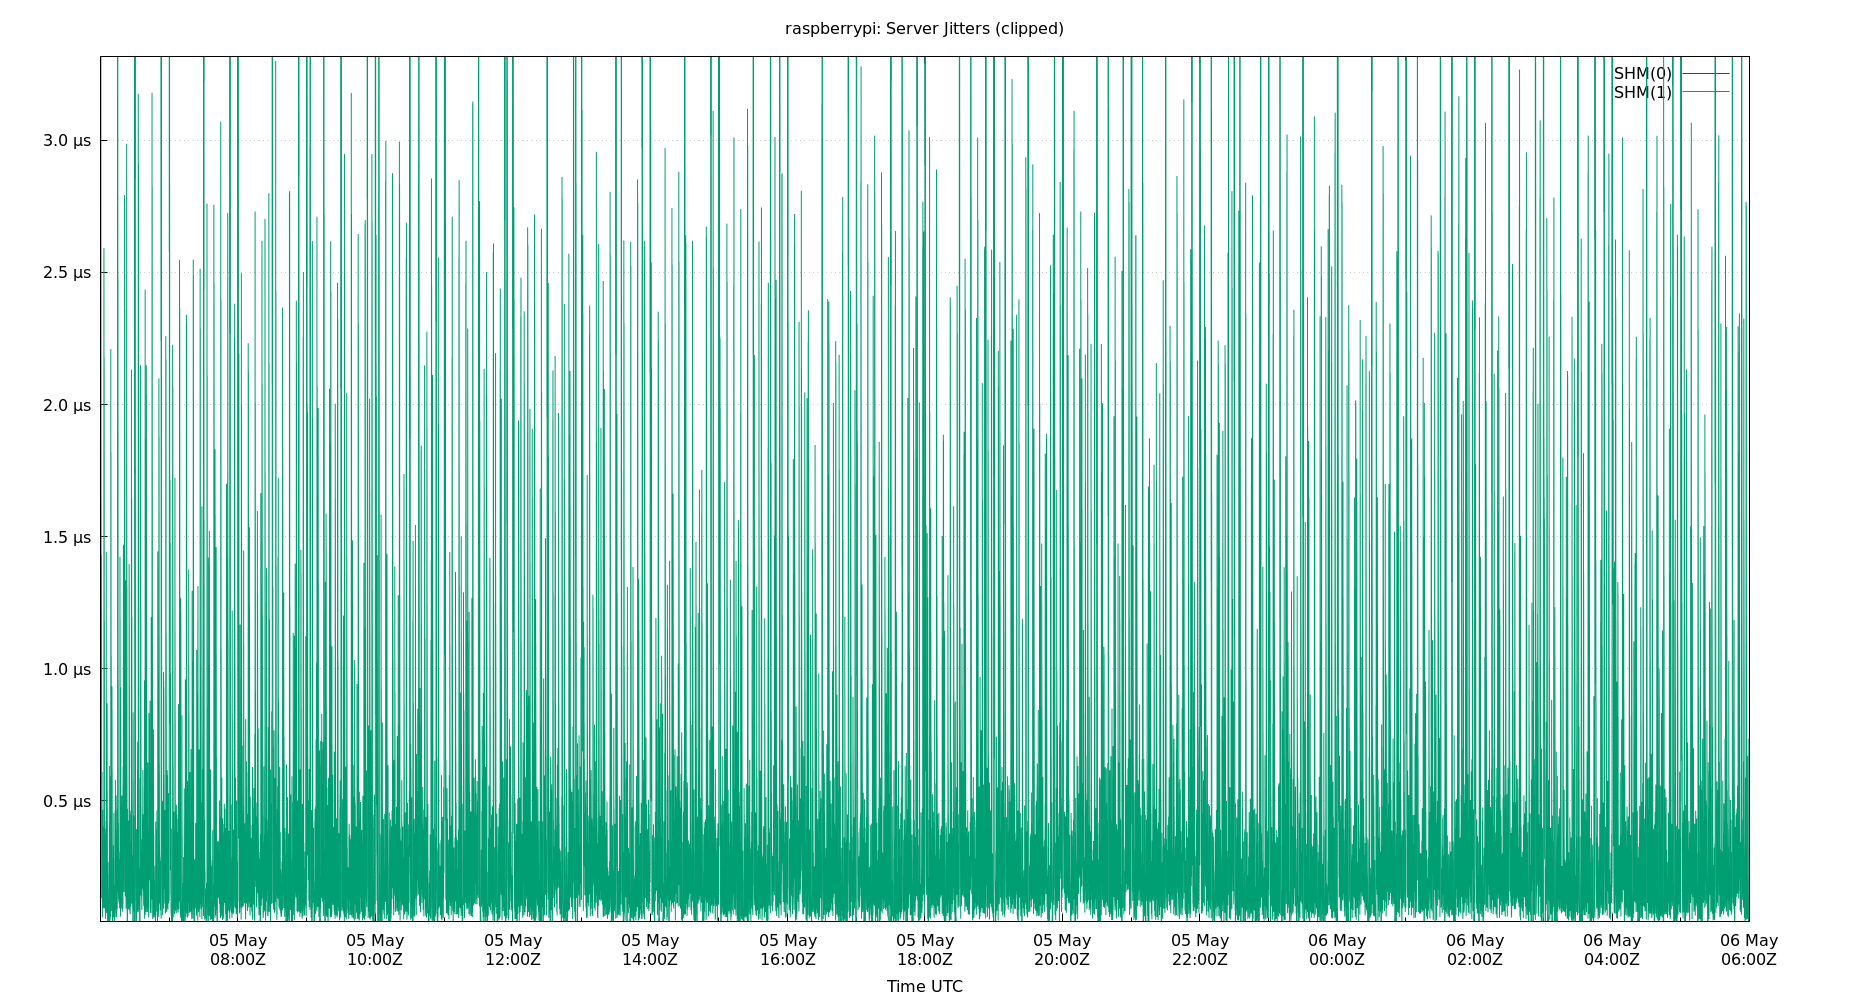 raspberrypi: Server Jitters (clipped)
SHM(0)
SHM(1)
3.0 µs
2.5 µs
2.0 µs
1.5 µs
1.0 µs
0.5 µs
05 May 05 May 05 May 05 May 05 May 05 May 05 May 05 May 06 May 06 May 06 May 06 May
08:00Z 10:00Z 12:00Z 14:00Z 16:00Z 18:00Z 20:00Z 22:00Z 00:00Z 02:00Z 04:00Z 06:00Z
Time UTC